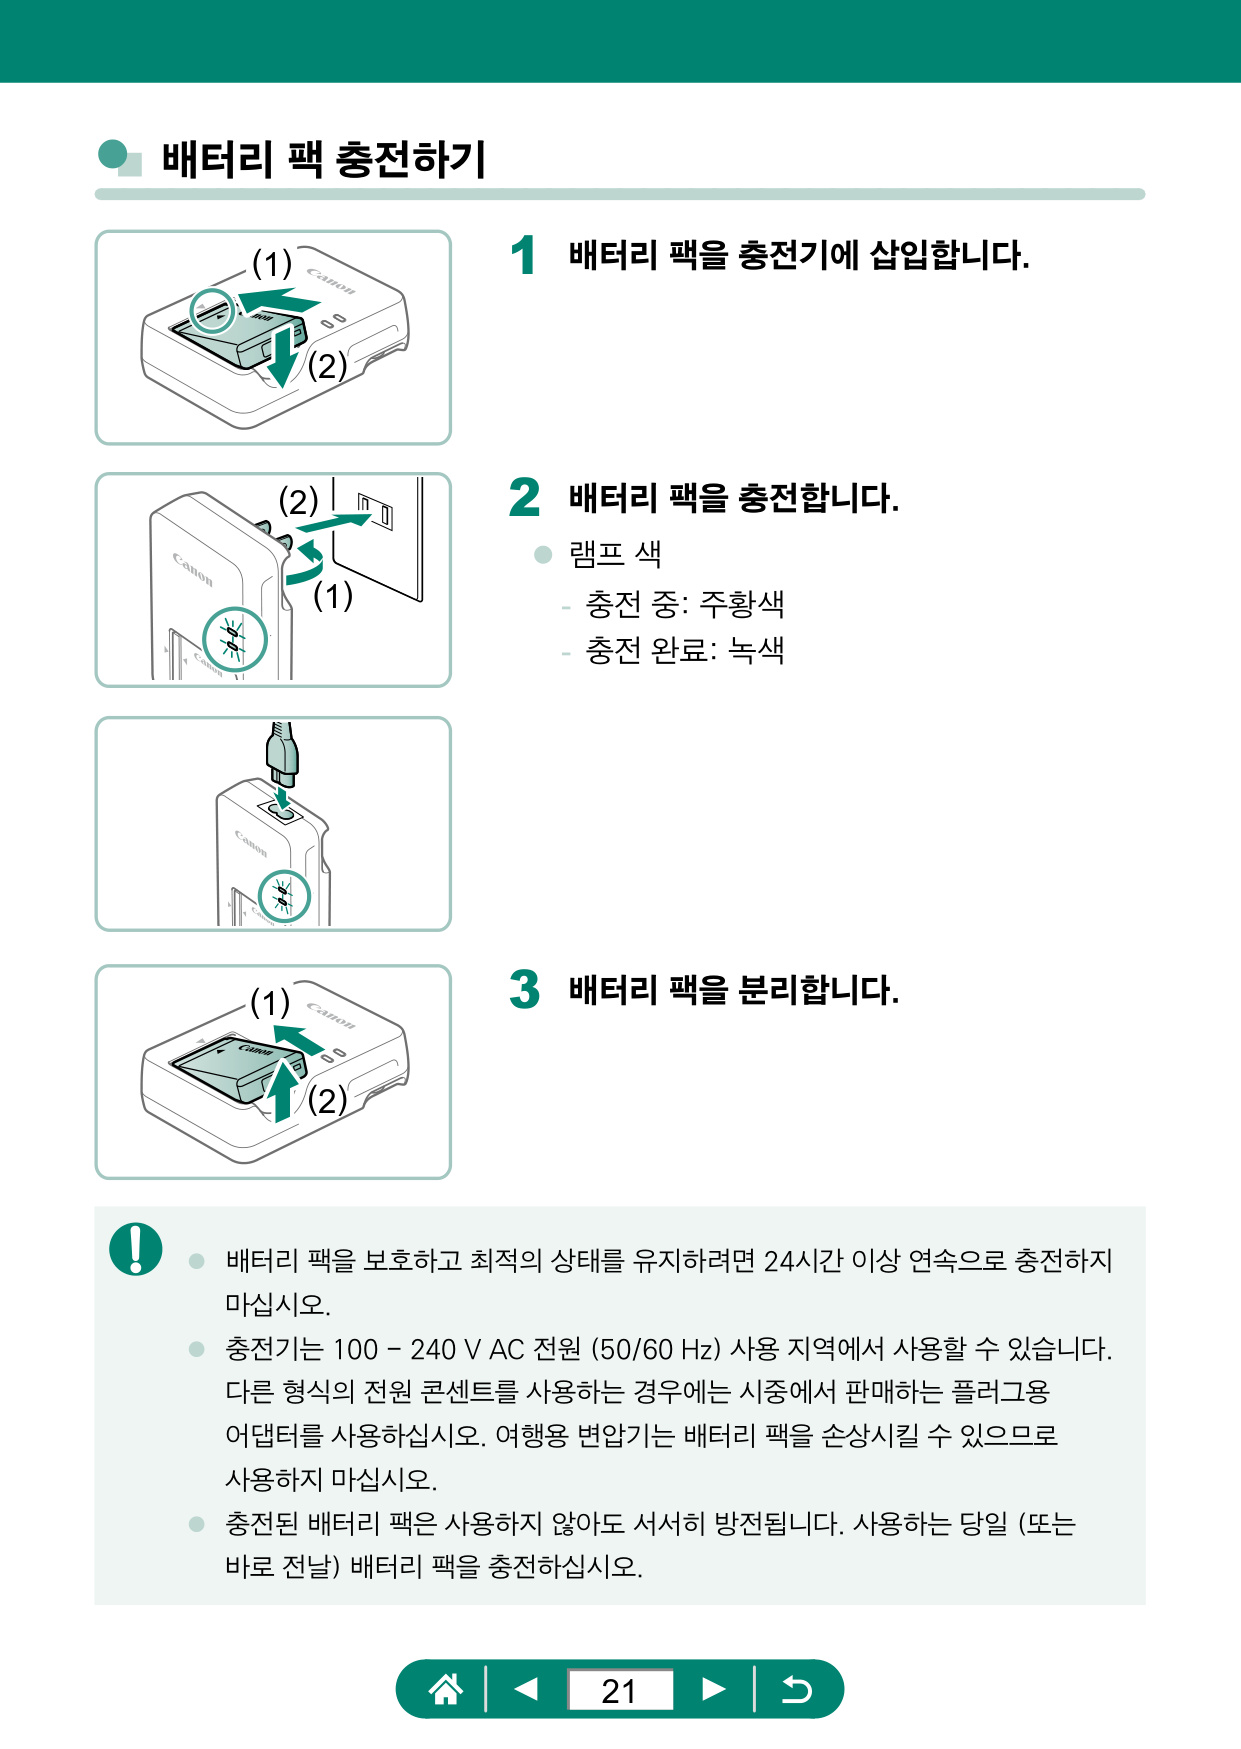 배터리 팩 충전하기
(1)
Canon
Canon
(2)
1 배터리 팩을 충전기에 삽입합니다.
(2)
Canon
(1)
Canon
2 배터리 팩을 충전합니다.
램프 색
- 충전 중: 주황색
- 충전 완료: 녹색
Canon
Canon
(1)
Canon
Canon
(2)
3 배터리 팩을 분리합니다.
배터리 팩을 보호하고 최적의 상태를 유지하려면 24시간 이상 연속으로 충전하지
마십시오.
충전기는 100 – 240 V AC 전원 (50/60 Hz) 사용 지역에서 사용할 수 있습니다.
다른 형식의 전원 콘센트를 사용하는 경우에는 시중에서 판매하는 플러그용
어댑터를 사용하십시오. 여행용 변압기는 배터리 팩을 손상시킬 수 있으므로
사용하지 마십시오.
충전된 배터리 팩은 사용하지 않아도 서서히 방전됩니다. 사용하는 당일 (또는
바로 전날) 배터리 팩을 충전하십시오.
21